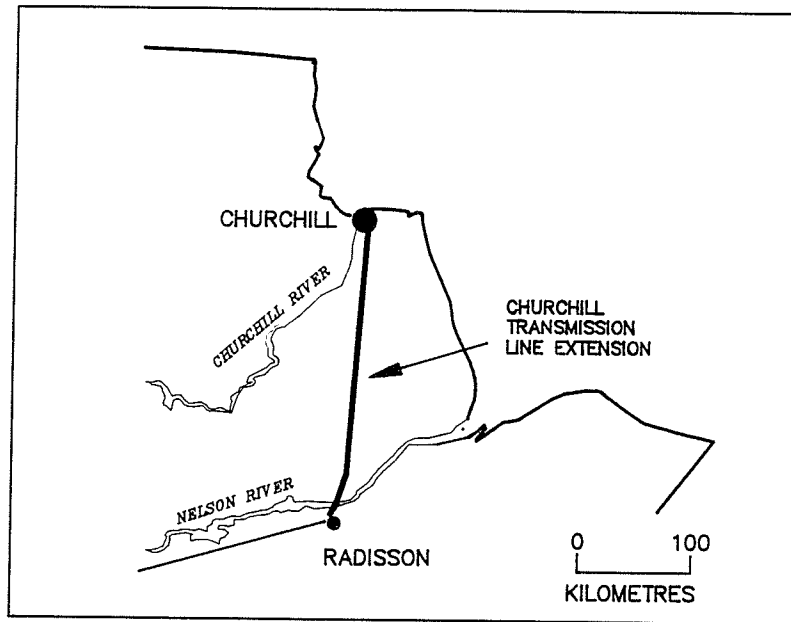 CHURCHILL
CHURCHILL RIVER
CHURCHILL
TRANSMISSION
LINE EXTENSION
NELSON RIVER
RADISSON
0 100
KILOMETRES